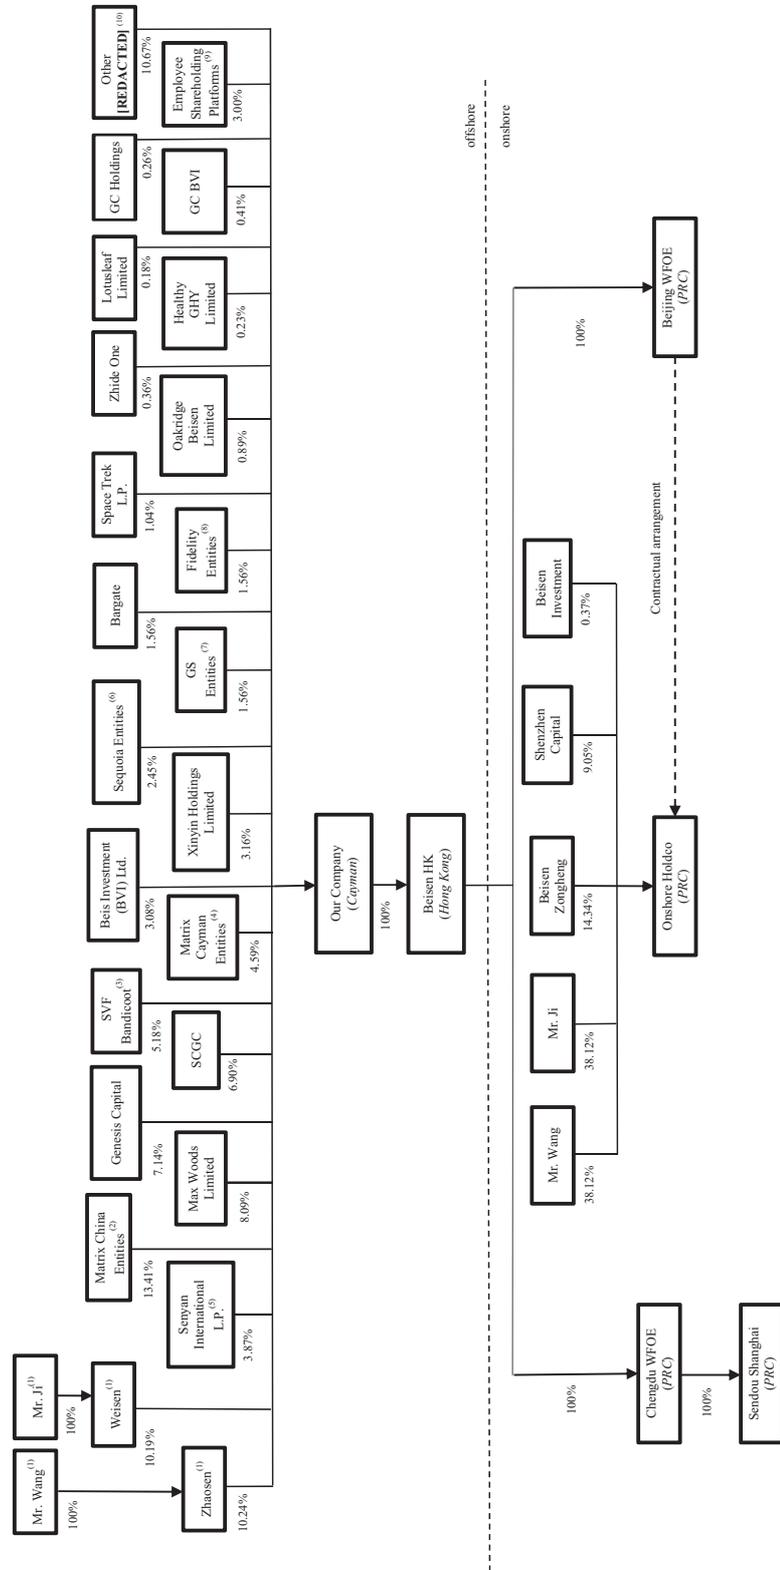 Mr. Wang(1)
100%
Mr. Ji(1)
100%
Zhaosen(1)
10.24%
Weisen(1)
10.19%
Senyan
International
L.P.(5)
3.87%
Matrix China
Entities (2)
13.41%
Max Woods
Limited
8.09%
Genesis Capital
7.14%
SCGC
6.90%
SVF
Bandicoot(3)
5.18%
Matrix
Cayman
Entities (4)
4.59%
Beis Investment
(BVI) Ltd.
3.08%
Xinyin Holdings
Limited
3.16%
Sequoia Entities (6)
2.45%
GS
Entities (7)
1.56%
Bargate
1.56%
Fidelity
Entities (8)
1.56%
Space Trek
L.P.
1.04%
Oakridge
Beisen
Limited
0.89%
Zhide One
0.36%
Healthy
GHY
Limited
0.23%
Lotusleaf
Limited
0.18%
GC BVI
0.41%
GC Holdings
0.26%
Employee
Shareholding
Platforms (9)
3.00%
Other
[REDACTED] (10)
10.67%
Our Company
(Cayman)
100%
Beisen HK
(Hong Kong)
offshore
onshore
100%
Chengdu WFOE
(PRC)
100%
Sendou Shanghai
(PRC)
Mr. Wang
38.12%
Mr. Ji
38.12%
Beisen
Zongheng
14.34%
Shenzhen
Capital
9.05%
Beisen
Investment
0.37%
Onshore Holdco
(PRC)
Contractual arrangement
100%
Beijing WFOE
(PRC)